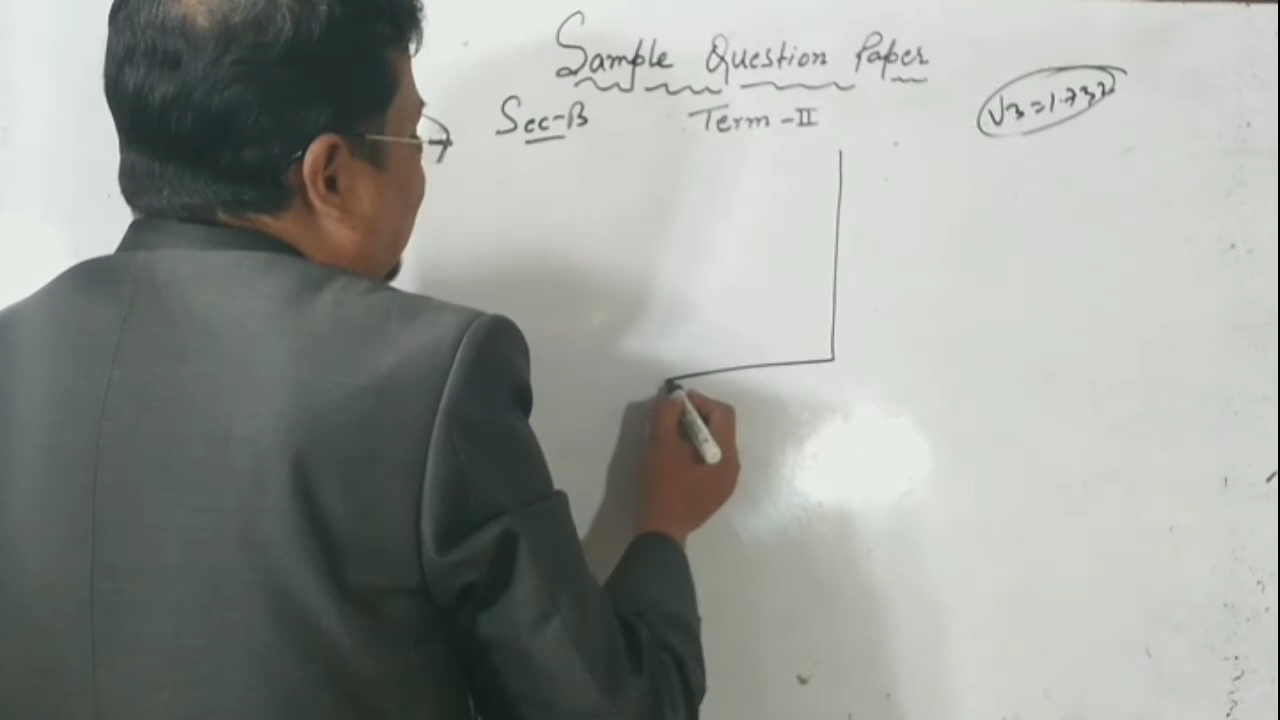 Sample Question Paper
Sec-B Term-II
√3=1.732